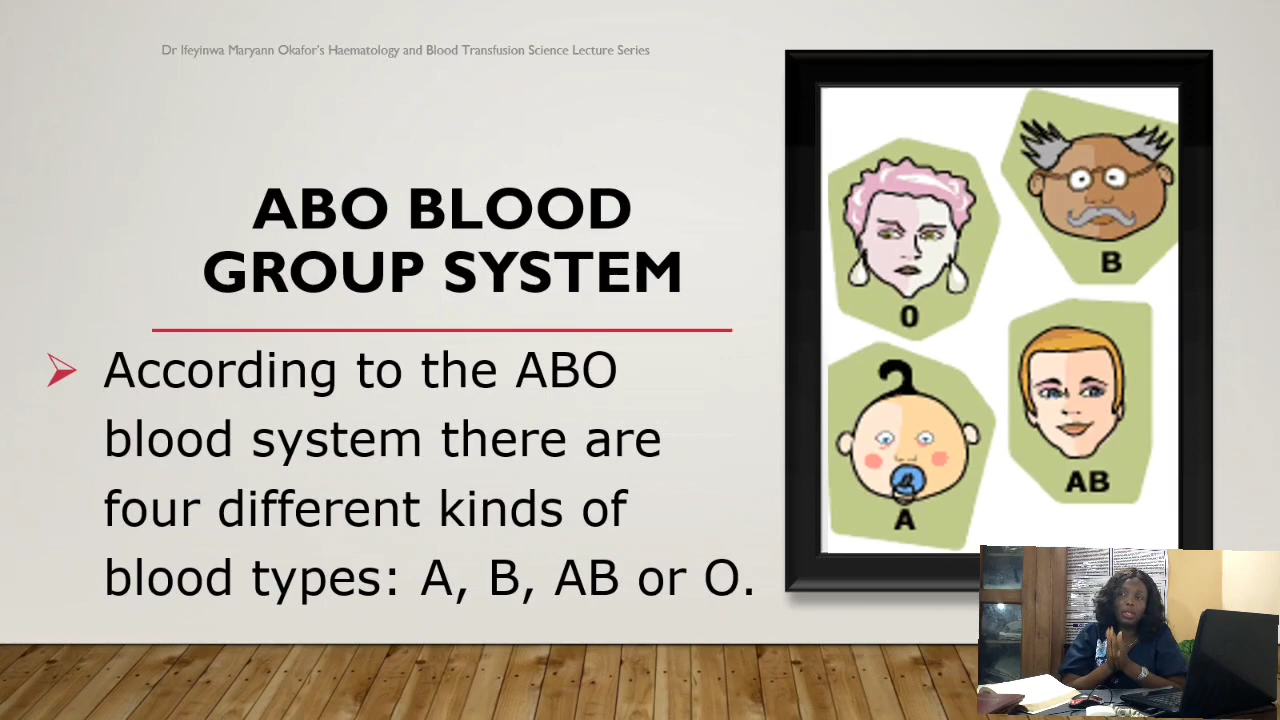 Dr Ifeyinwa Maryann Okafor's Haematology and Blood Transfusion Science Lecture Series
ABO BLOOD
GROUP SYSTEM
According to the ABO
blood system there are
four different kinds of
blood types: A, B, AB or O.
B
0
AB
A